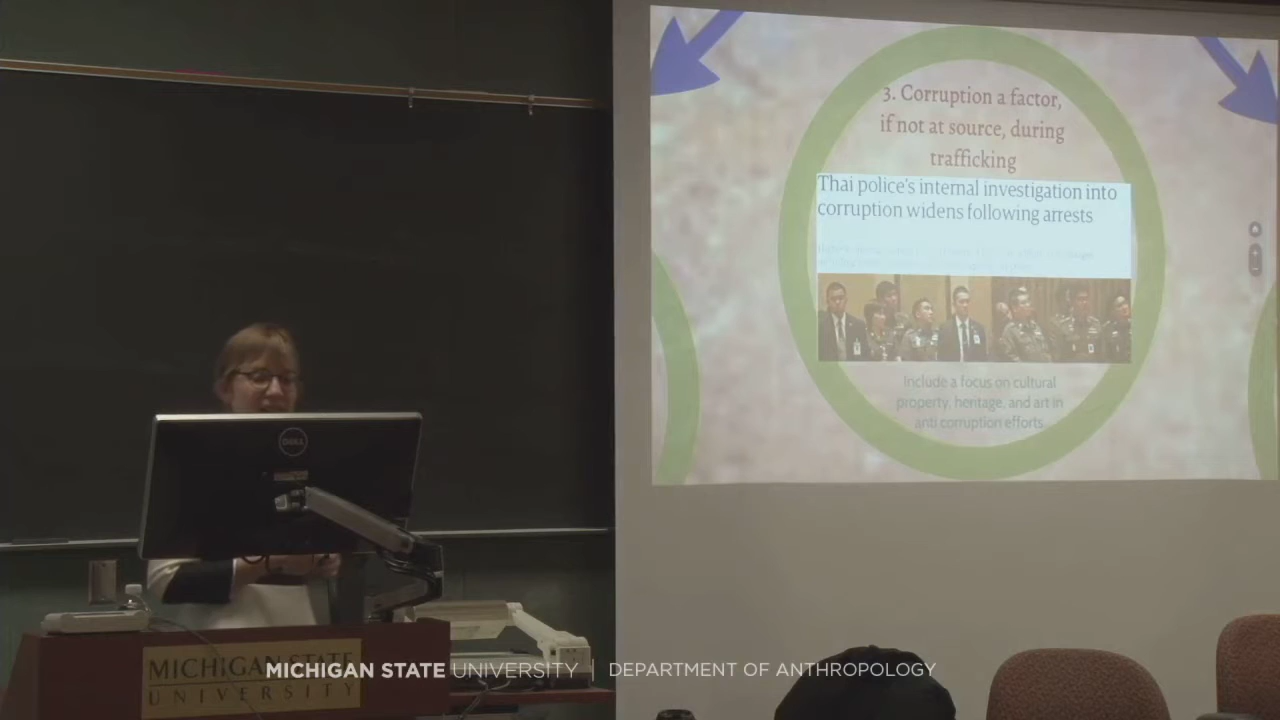 3. Corruption a factor,
if not at source, during
trafficking
Thai police's internal investigation into
corruption widens following arrests
Include a focus on cultural
property, heritage, and art in
anti corruption efforts
DELL
MICHIGAN STATE
UNIVERSITY
MICHIGAN STATE UNIVERSITY | DEPARTMENT OF ANTHROPOLOGY